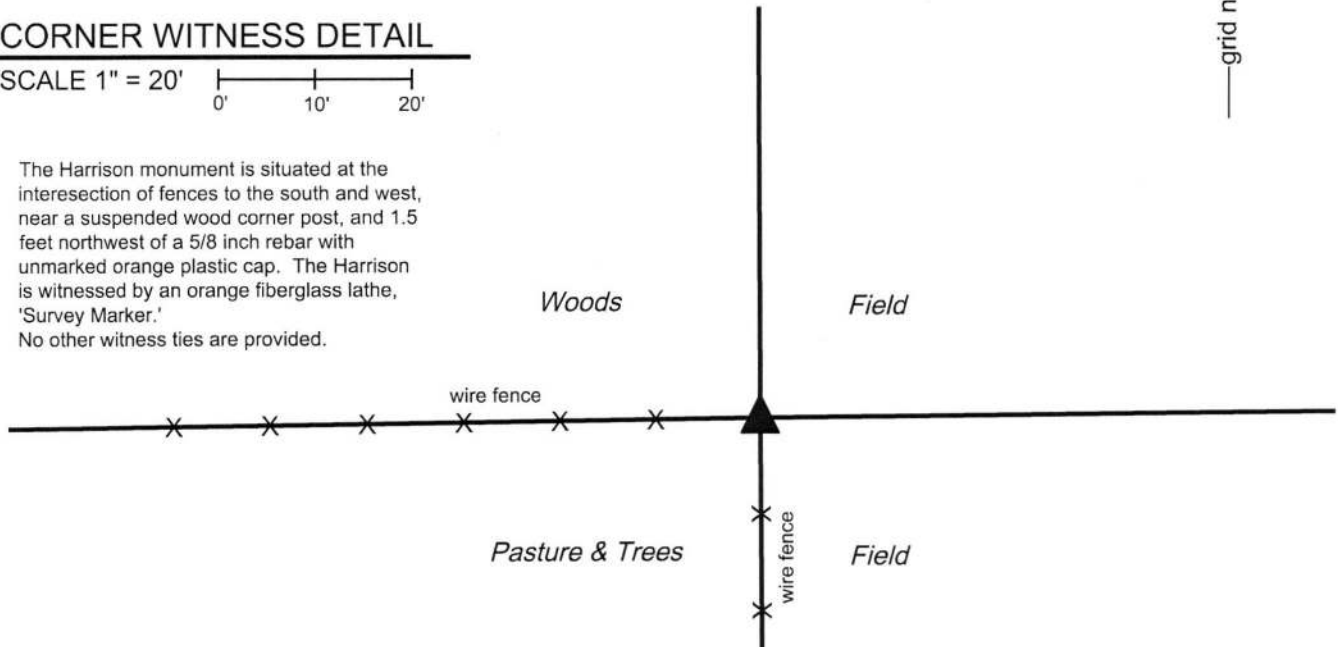 CORNER WITNESS DETAIL
SCALE 1" = 20'
0' 10' 20'
The Harrison monument is situated at the
interesection of fences to the south and west,
near a suspended wood corner post, and 1.5
feet northwest of a 5/8 inch rebar with
unmarked orange plastic cap. The Harrison
is witnessed by an orange fiberglass lathe,
'Survey Marker.'
No other witness ties are provided.
grid n
Woods
Field
wire fence
Pasture & Trees
wire fence
Field